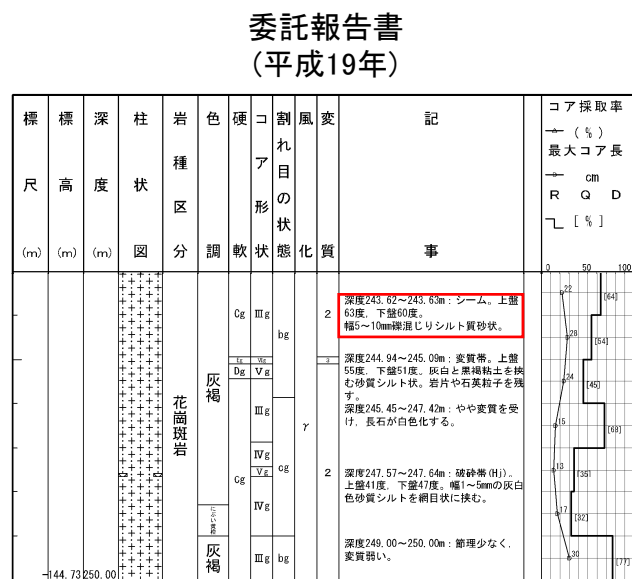 委託報告書
(平成19年)
標尺(m)
標高(m)
深度(m)
柱状図
岩種区分
色調
硬軟
コア形状
割れ目の状態
風化
変質
記事
コア採取率
(%)
最大コア長
cm
R Q D
[%]
0 50 100
深度243.62~243.63m:シーム。上盤
63度,下盤60度。
幅5~10mm礫混じりシルト質砂状。
深度244.94~245.09m:変質帯。上盤
55度,下盤51度。灰白と黒褐粘土を挟
む砂質シルト状。岩片や石英粒子を残
す。
深度245.45~247.42m:やや変質を受
け,長石が白色化する。
深度247.57~247.64m:破砕帯(Hj)。
上盤41度,下盤47度。幅1~5mmの灰白
色砂質シルトを網目状に挟む。
深度249.00~250.00m:節理少なく,
変質弱い。
花崗斑岩
灰褐
灰褐
Cg
Dg
Cg
Ⅲg
Ⅴg
Ⅲg
Ⅳg
Ⅴg
Ⅳg
Ⅲg
bg
cg
bg
γ
2
3
2
22
28
24
15
13
17
30
[64]
[54]
[45]
[69]
[35]
[32]
[77]
-144.73
250.00